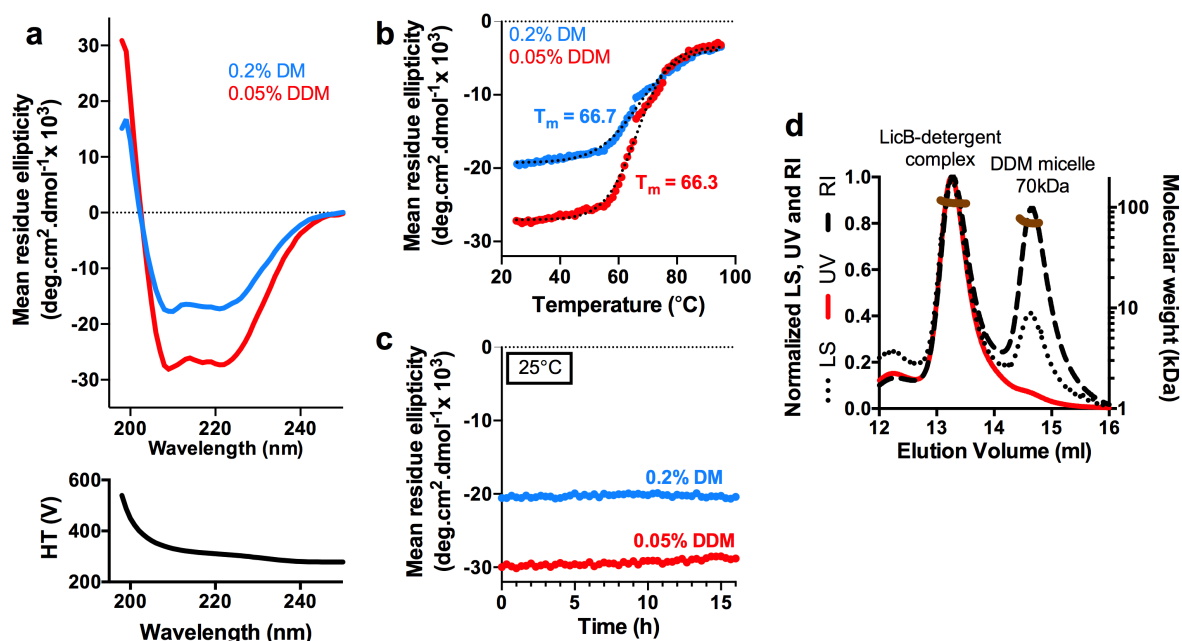 a
Mean residue ellipticity
(deg.cm².dmol⁻¹x 10³)
30
20
10
0
-10
-20
-30
0.2% DM
0.05% DDM
200
220
240
Wavelength (nm)
HT (V)
600
400
200
200
220
240
Wavelength (nm)
b
Mean residue ellipticity
(deg.cm².dmol⁻¹x 10³)
0
-10
-20
-30
0.2% DM
0.05% DDM
Tm = 66.7
Tm = 66.3
20
40
60
80
100
Temperature (°C)
c
Mean residue ellipticity
(deg.cm².dmol⁻¹x 10³)
0
-10
-20
-30
25°C
0.2% DM
0.05% DDM
0
5
10
15
Time (h)
d
LicB-detergent
complex
DDM micelle
70kDa
Normalized LS, UV and RI
LS
UV
RI
1.0
0.8
0.6
0.4
0.2
0.0
100
10
1
Molecular weight (kDa)
12
13
14
15
16
Elution Volume (ml)